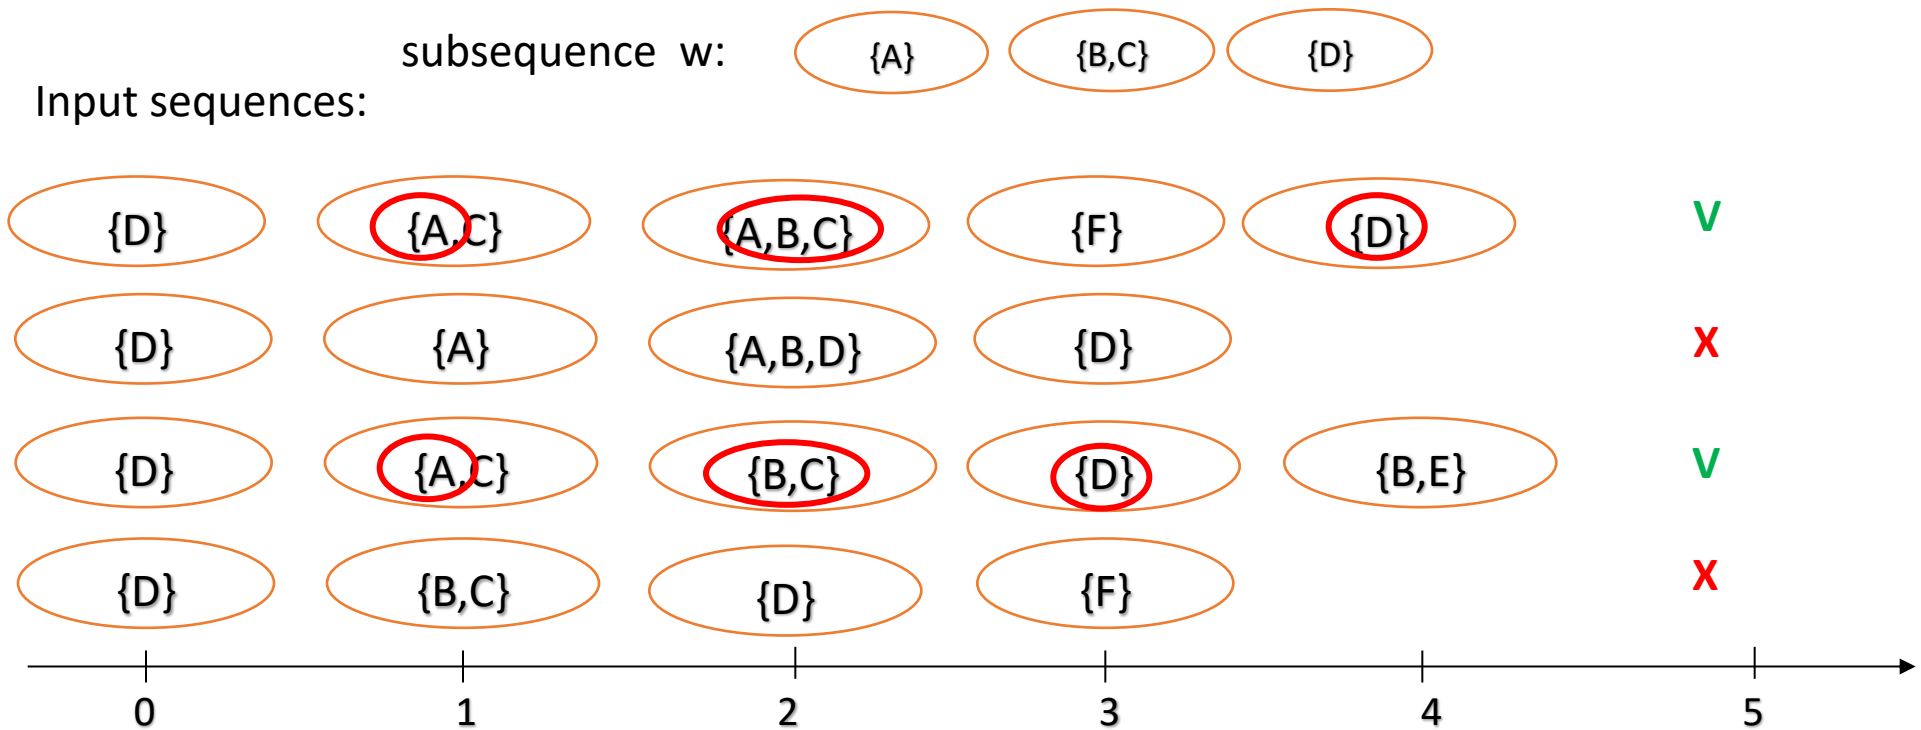 subsequence w: {A} {B,C} {D}
Input sequences:
{D} {A,C} {A,B,C} {F} {D} V
{D} {A} {A,B,D} {D} X
{D} {A,C} {B,C} {D} {B,E} V
{D} {B,C} {D} {F} X
0 1 2 3 4 5